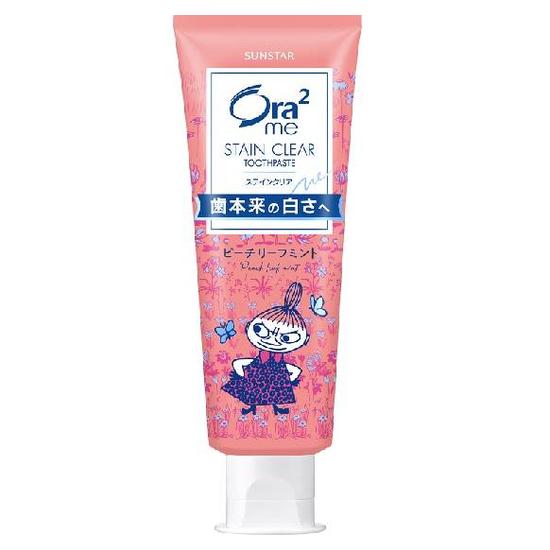 SUNSTAR
Ora2
me
STAIN CLEAR
TOOTHPASTE
ステインクリア
me
歯本来の白さへ
ピーチリーフミント
Peach leaf mint